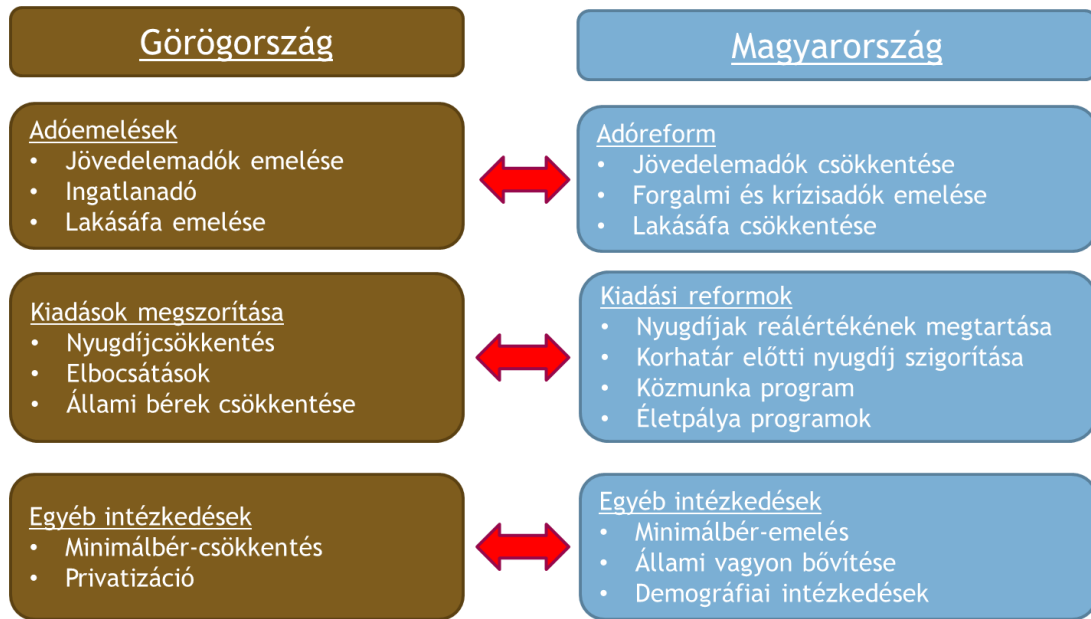 Görögország
Magyarország
Adóemelések
• Jövedelemadók emelése
• Ingatlanadó
• Lakásáfa emelése
Adóreform
• Jövedelemadók csökkentése
• Forgalmi és krízisadók emelése
• Lakásáfa csökkentése
Kiadások megszorítása
• Nyugdíjcsökkentés
• Elbocsátások
• Állami bérek csökkentése
Kiadási reformok
• Nyugdíjak reálértékének megtartása
• Korhatár előtti nyugdíj szigorítása
• Közmunka program
• Életpálya programok
Egyéb intézkedések
• Minimálbér-csökkentés
• Privatizáció
Egyéb intézkedések
• Minimálbér-emelés
• Állami vagyon bővítése
• Demográfiai intézkedések